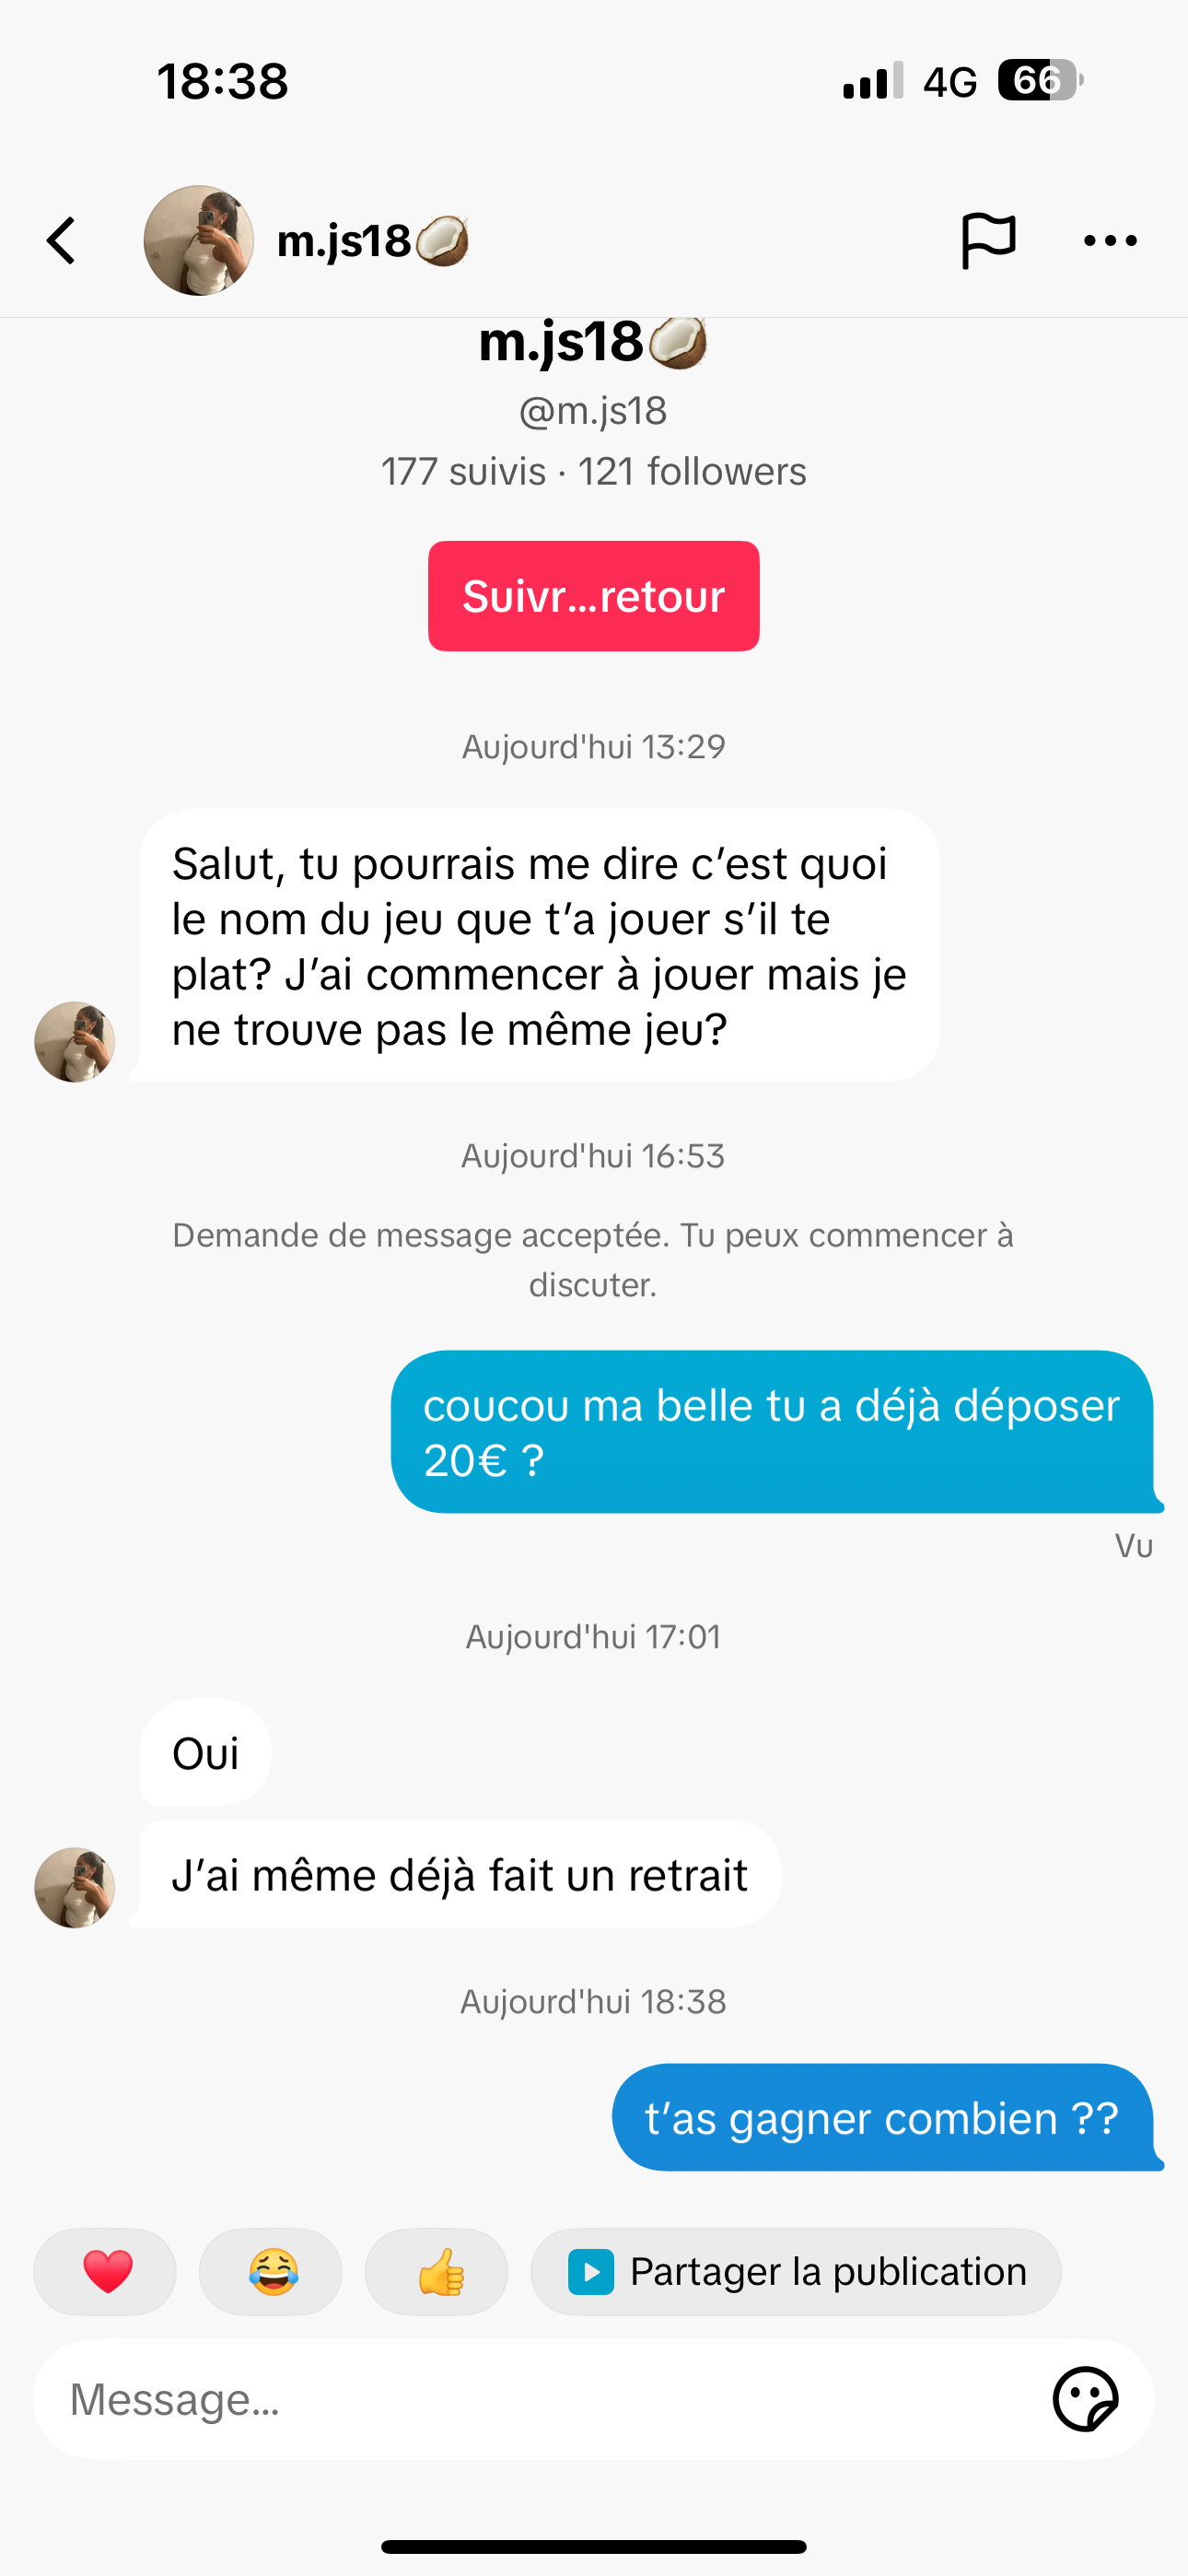 18:38
4G
66
m.js18🥥
m.js18🥥
@m.js18
177 suivis · 121 followers
Suivr...retour
Aujourd'hui 13:29
Salut, tu pourrais me dire c’est quoi
le nom du jeu que t’a jouer s’il te
plat? J’ai commencer à jouer mais je
ne trouve pas le même jeu?
Aujourd'hui 16:53
Demande de message acceptée. Tu peux commencer à
discuter.
coucou ma belle tu a déjà déposer
20€ ?
Vu
Aujourd'hui 17:01
Oui
J’ai même déjà fait un retrait
Aujourd'hui 18:38
t’as gagner combien ??
❤️ 😂 👍 Partager la publication
Message...